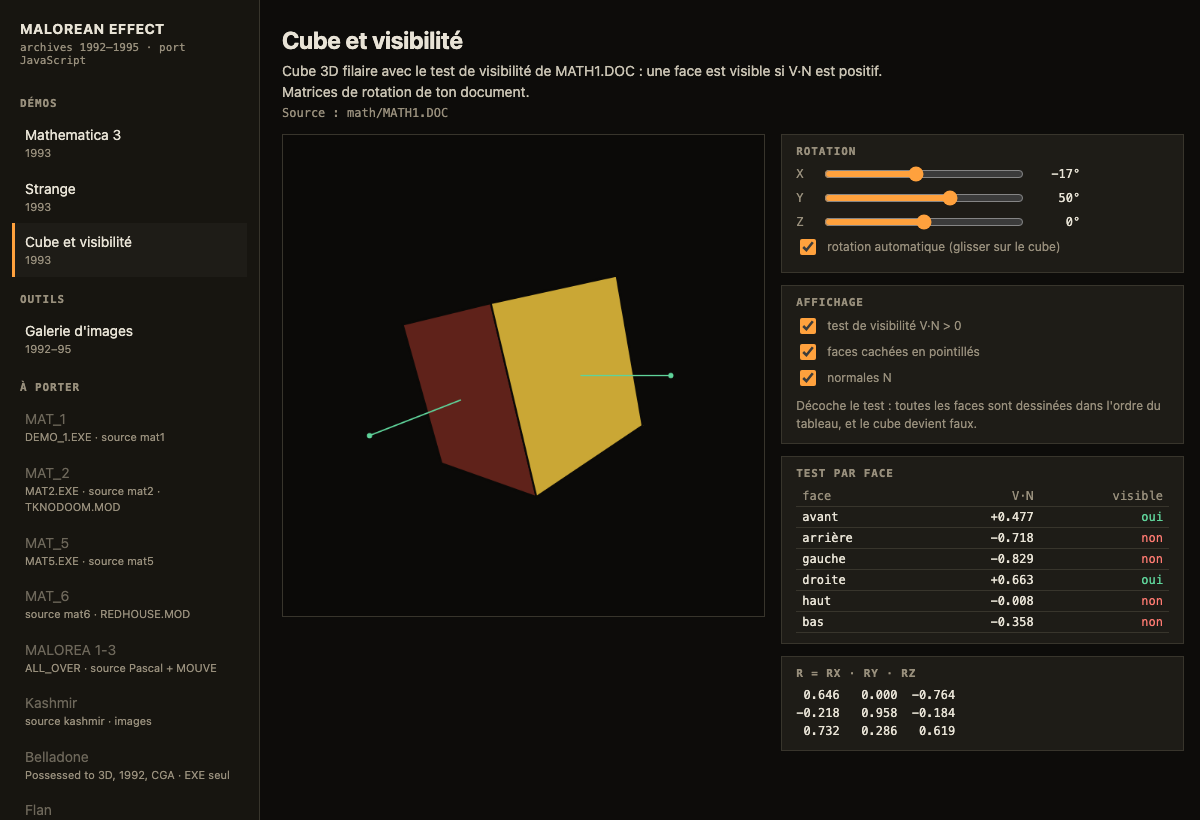 MALOREAN EFFECT
archives 1992—1995 · port
JavaScript
DÉMOS
Mathematica 3
1993
Strange
1993
Cube et visibilité
1993
OUTILS
Galerie d'images
1992–95
À PORTER
MAT_1
DEMO_1.EXE · source mat1
MAT_2
MAT2.EXE · source mat2 ·
TKNODOOM.MOD
MAT_5
MAT5.EXE · source mat5
MAT_6
source mat6 · REDHOUSE.MOD
MALOREA 1-3
ALL_OVER · source Pascal + MOUVE
Kashmir
source kashmir · images
Belladone
Possessed to 3D, 1992, CGA · EXE seul
Flan
Cube et visibilité
Cube 3D filaire avec le test de visibilité de MATH1.DOC : une face est visible si V·N est positif.
Matrices de rotation de ton document.
Source : math/MATH1.DOC
ROTATION
X −17°
Y 50°
Z 0°
rotation automatique (glisser sur le cube)
AFFICHAGE
test de visibilité V·N > 0
faces cachées en pointillés
normales N
Décoche le test : toutes les faces sont dessinées dans l'ordre du
tableau, et le cube devient faux.
TEST PAR FACE
face V·N visible
avant +0.477 oui
arrière −0.718 non
gauche −0.829 non
droite +0.663 oui
haut −0.008 non
bas −0.358 non
R = RX · RY · RZ
0.646 0.000 −0.764
−0.218 0.958 −0.184
0.732 0.286 0.619